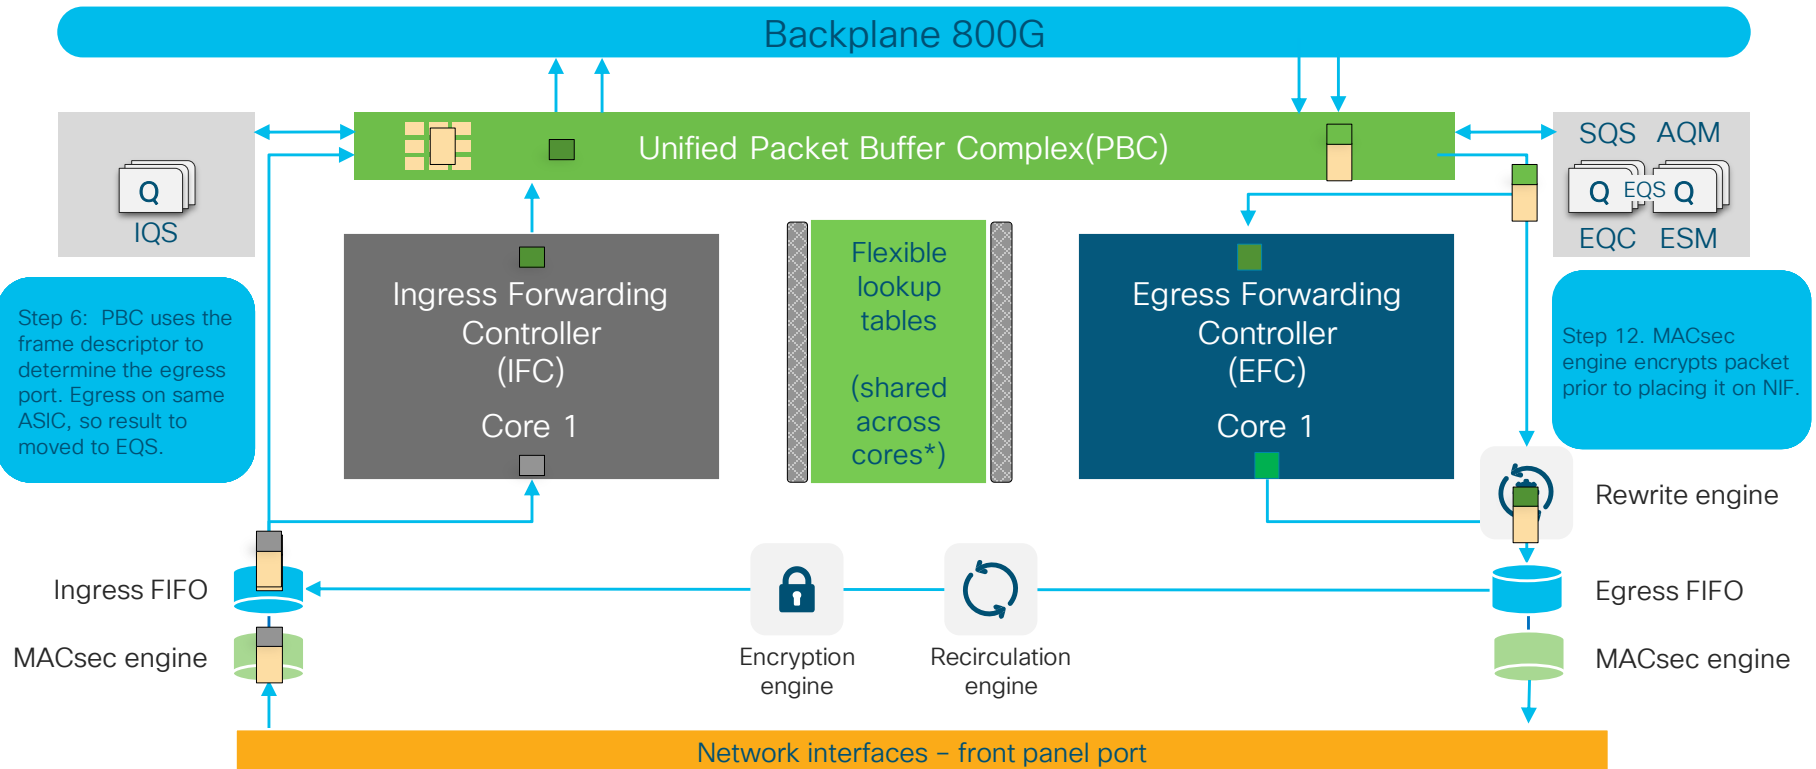 Backplane 800G
Unified Packet Buffer Complex(PBC)
Q
IQS
SQS AQM
Q EQS Q
EQC ESM
Ingress Forwarding
Controller
(IFC)
Core 1
Flexible
lookup
tables
(shared
across
cores*)
Egress Forwarding
Controller
(EFC)
Core 1
Step 6: PBC uses the
frame descriptor to
determine the egress
port. Egress on same
ASIC, so result to
moved to EQS.
Step 12. MACsec
engine encrypts packet
prior to placing it on NIF.
Rewrite engine
Ingress FIFO
Egress FIFO
MACsec engine
Encryption
engine
Recirculation
engine
MACsec engine
Network interfaces – front panel port